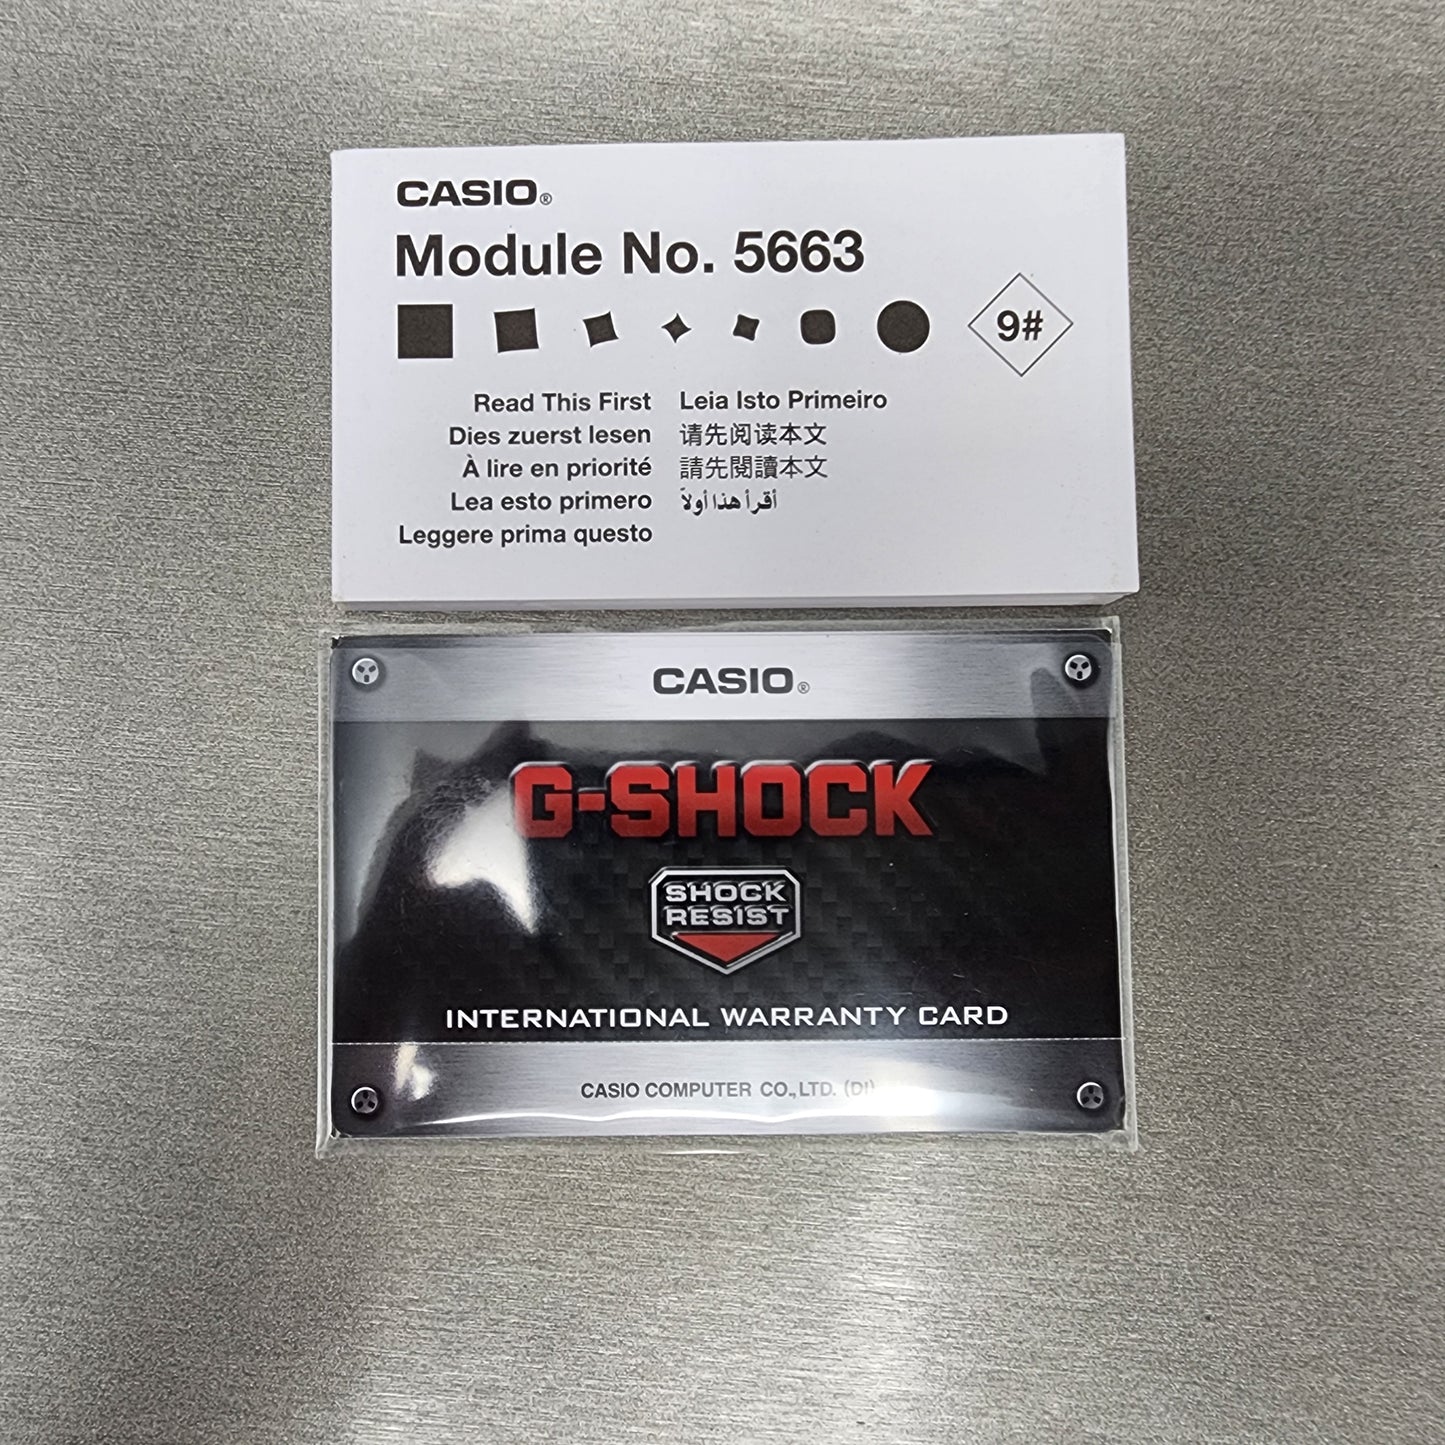 CASIO®
Module No. 5663
9#
Read This First
Dies zuerst lesen
À lire en priorité
Lea esto primero
Leggere prima questo
Leia Isto Primeiro
请先阅读本文
請先閱讀本文
أقرأ هذا أولاً
CASIO®
G-SHOCK
SHOCK
RESIST
INTERNATIONAL WARRANTY CARD
CASIO COMPUTER CO.,LTD. (DI)